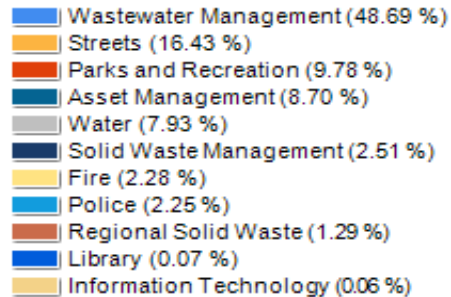 Wastewater Management (48.69 %)
Streets (16.43 %)
Parks and Recreation (9.78 %)
Asset Management (8.70 %)
Water (7.93 %)
Solid Waste Management (2.51 %)
Fire (2.28 %)
Police (2.25 %)
Regional Solid Waste (1.29 %)
Library (0.07 %)
Information Technology (0.06 %)